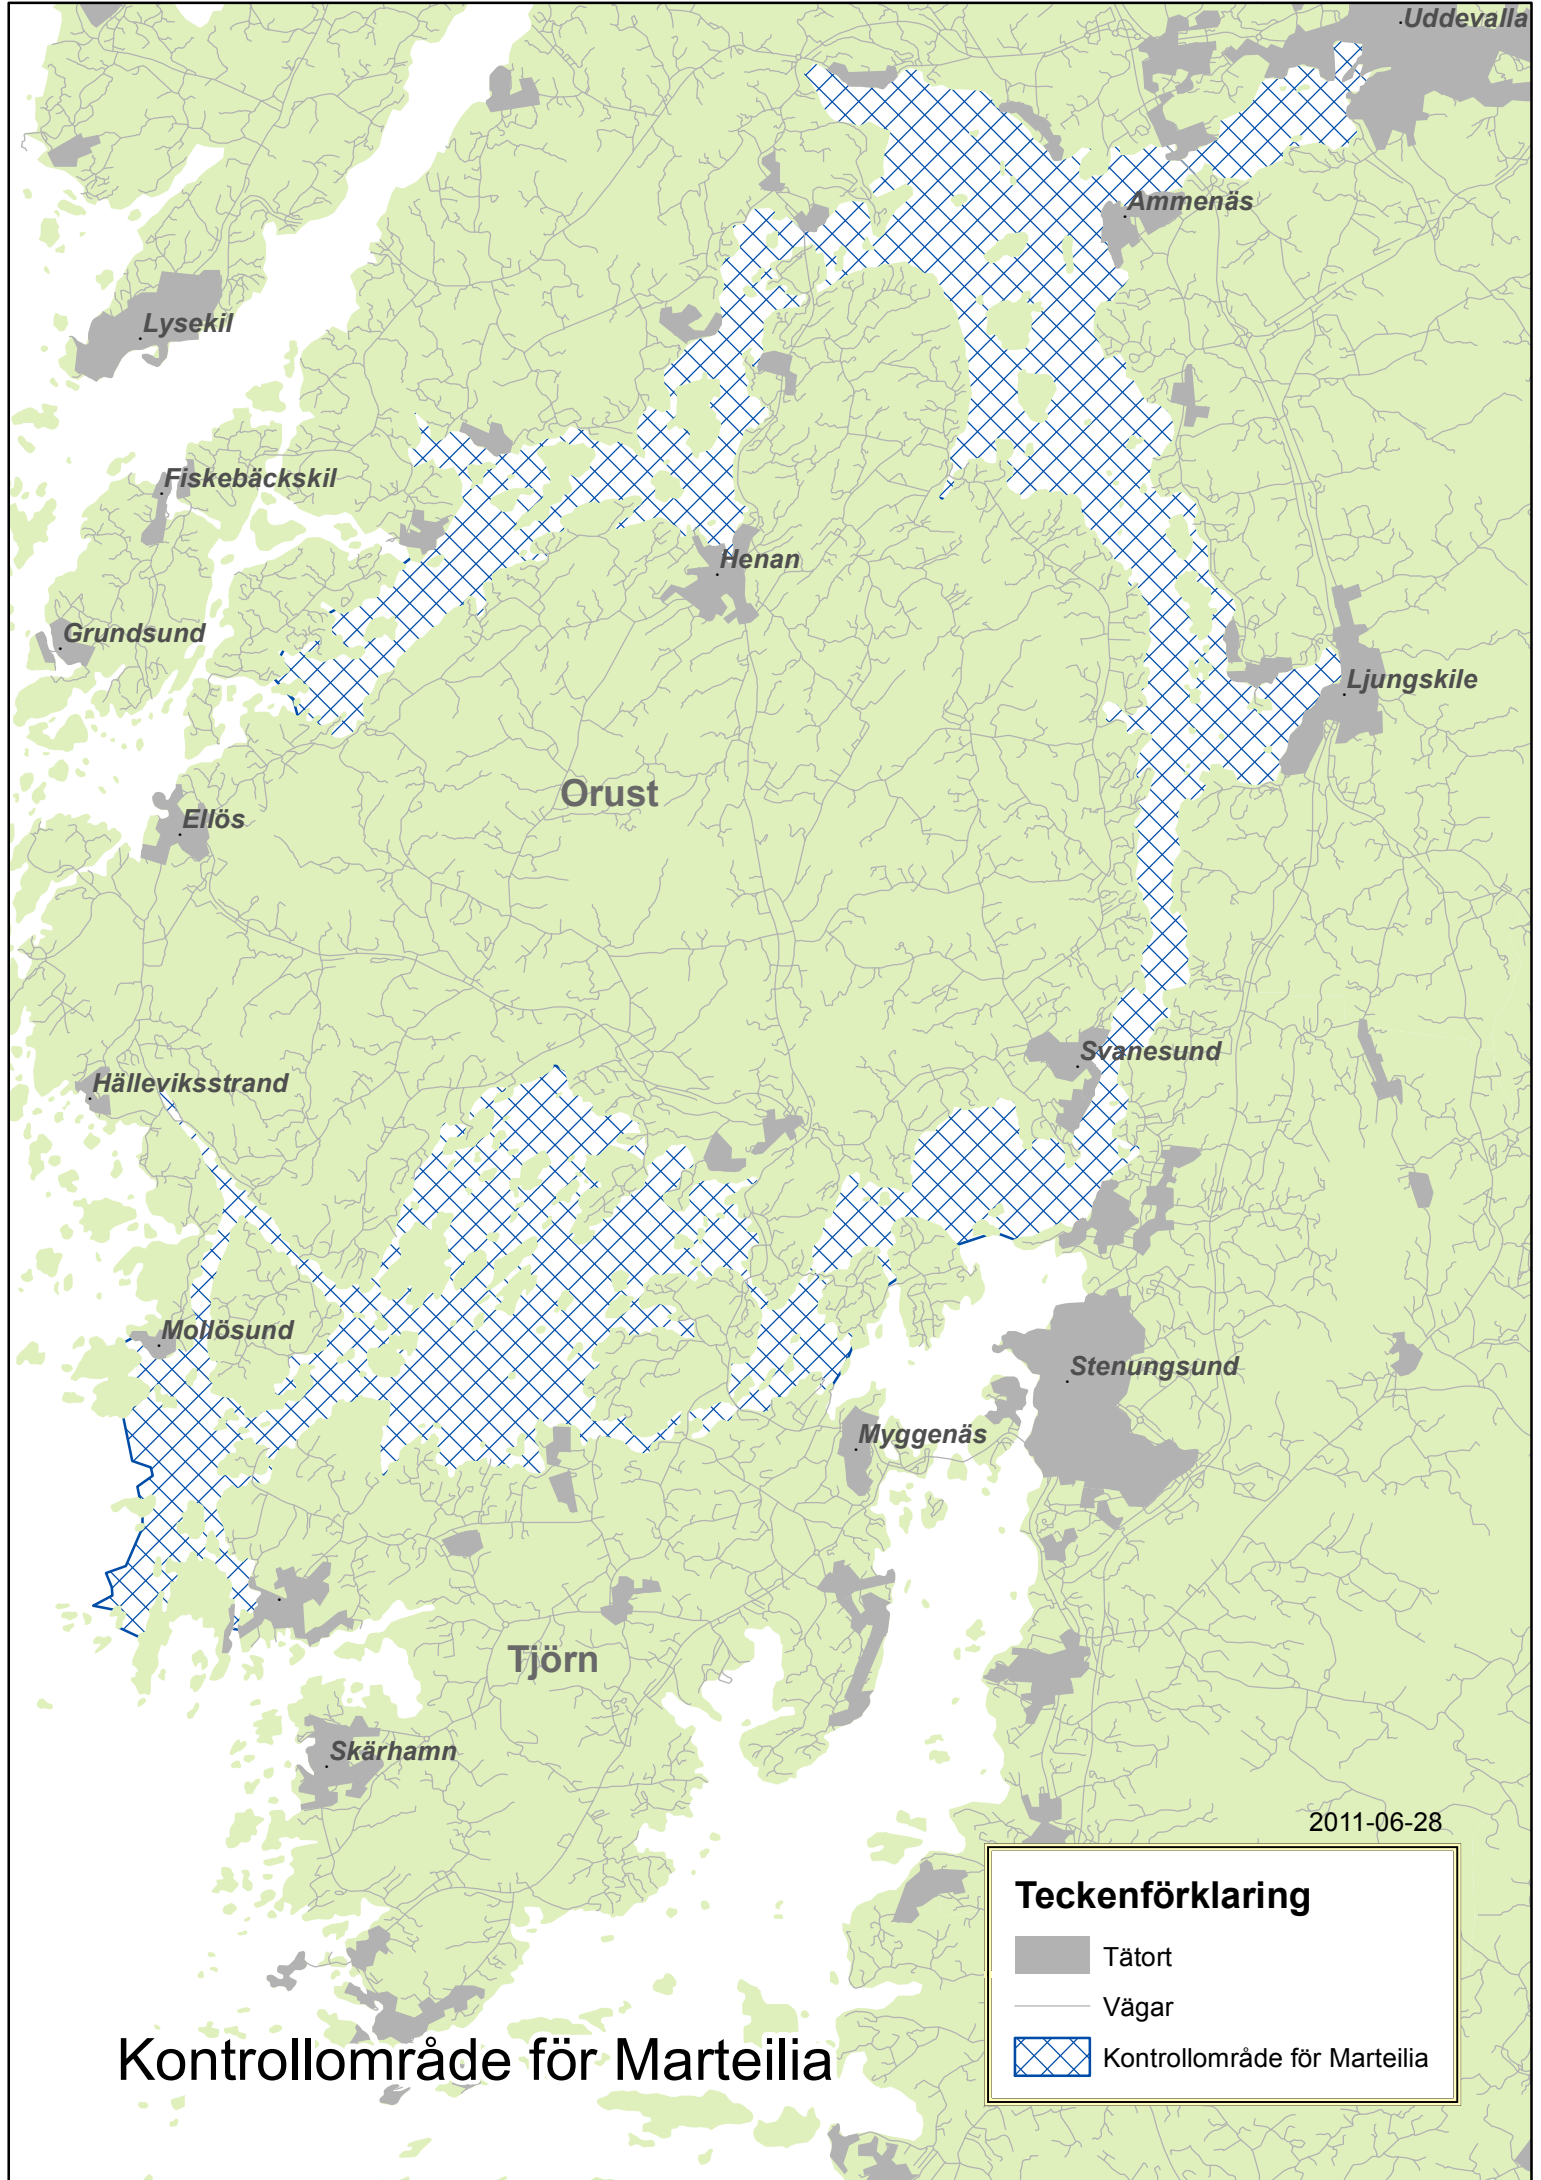 Uddevalla
Ammenäs
Lysekil
Fiskebäckskil
Henan
Grundsund
Ljungskile
Orust
Ellös
Svanesund
Hälleviksstrand
Mollösund
Stenungsund
Myggenäs
Tjörn
Skärhamn
2011-06-28
Teckenförklaring
Tätort
Vägar
Kontrollområde för Marteilia
Kontrollområde för Marteilia